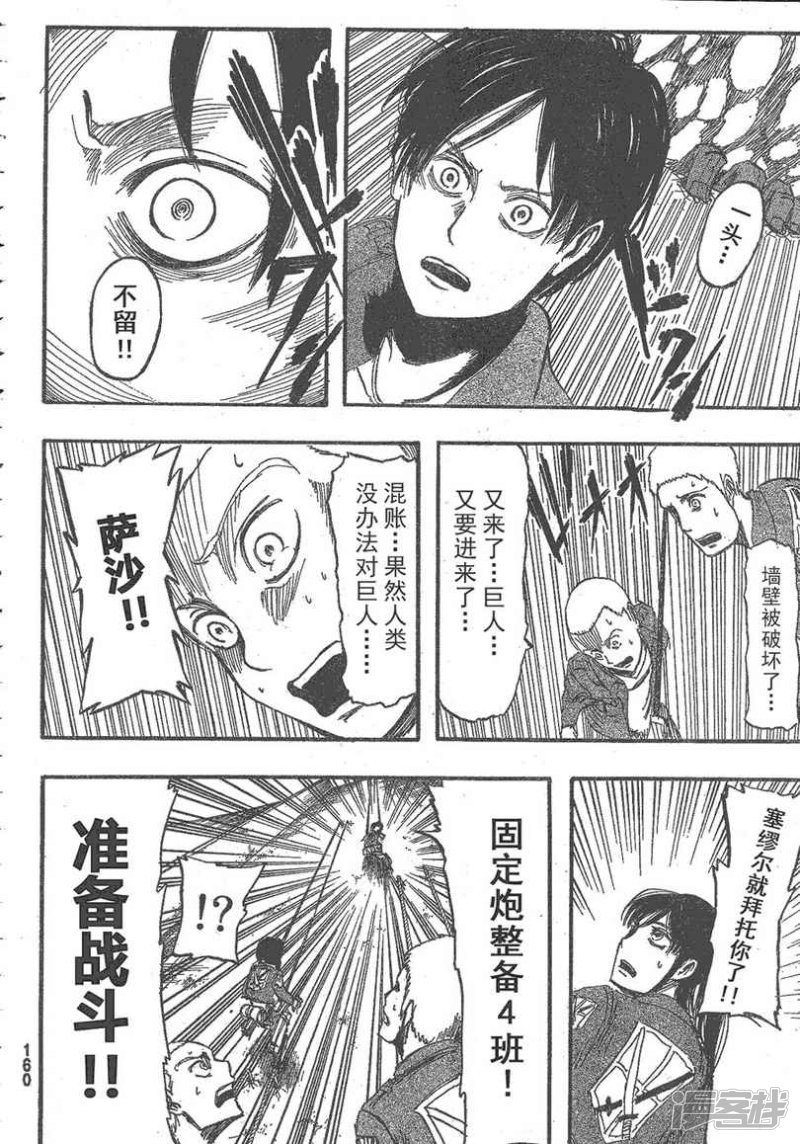 一头…
不留!!
墙壁被破坏了…
又来了…巨人…
又要进来了…
混账…果然人类
没办法对巨人……
萨沙!!
塞缪尔就拜托你了!!
固定炮整备4班!
!?
准备战斗!!
160
漫客栈